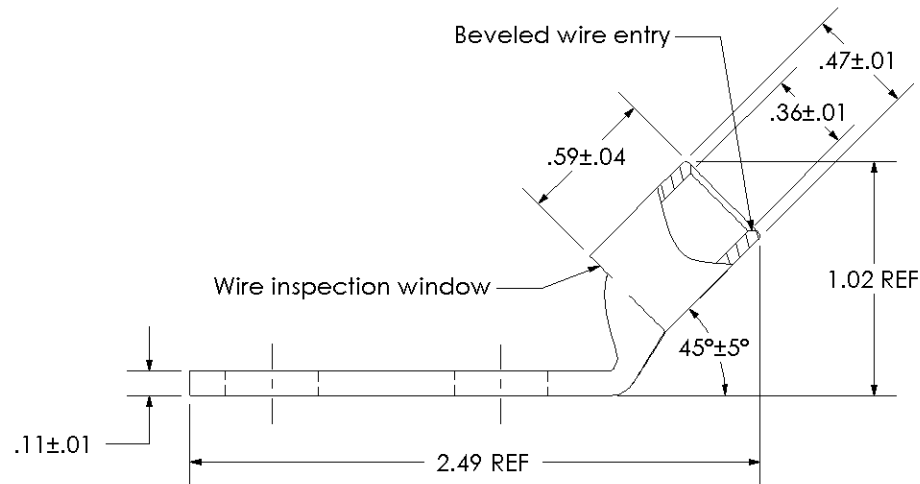 Beveled wire entry
.47±.01
.36±.01
.59±.04
Wire inspection window
1.02 REF
45°±5°
.11±.01
2.49 REF